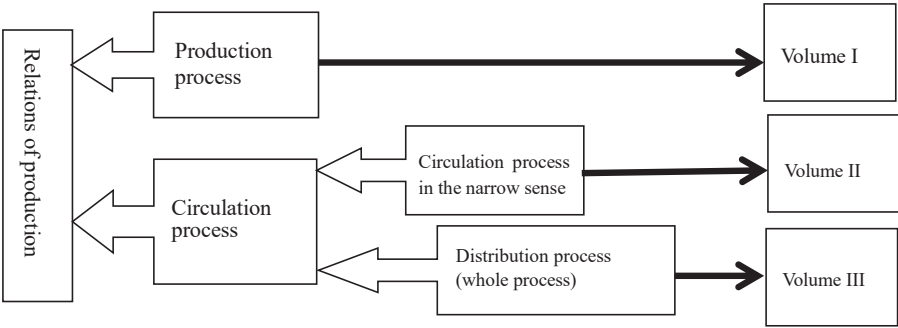 Relations of production
Production
process
Volume I
Circulation process
in the narrow sense
Volume II
Circulation
process
Distribution process
(whole process)
Volume III